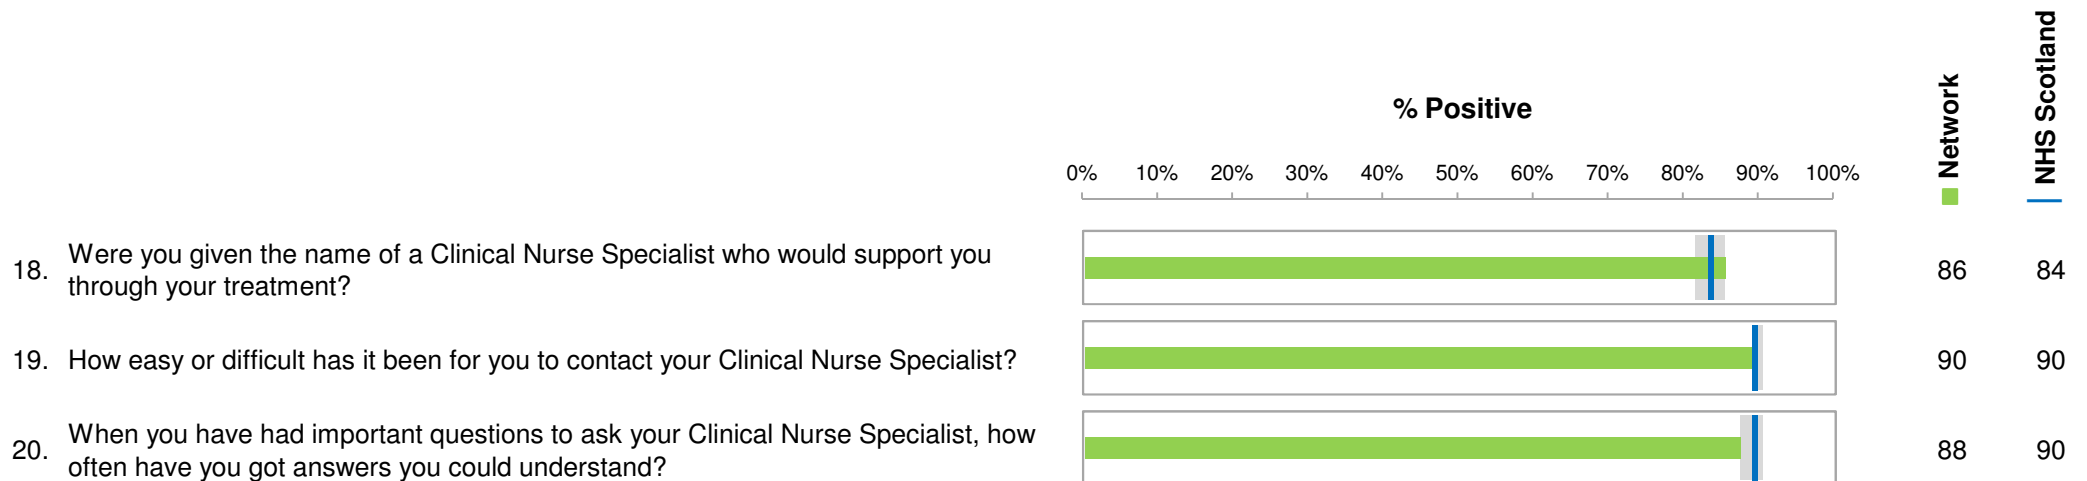 % Positive
Network
NHS Scotland
0% 10% 20% 30% 40% 50% 60% 70% 80% 90% 100%
18. Were you given the name of a Clinical Nurse Specialist who would support you
through your treatment?
86 84
19. How easy or difficult has it been for you to contact your Clinical Nurse Specialist?
90 90
20. When you have had important questions to ask your Clinical Nurse Specialist, how
often have you got answers you could understand?
88 90